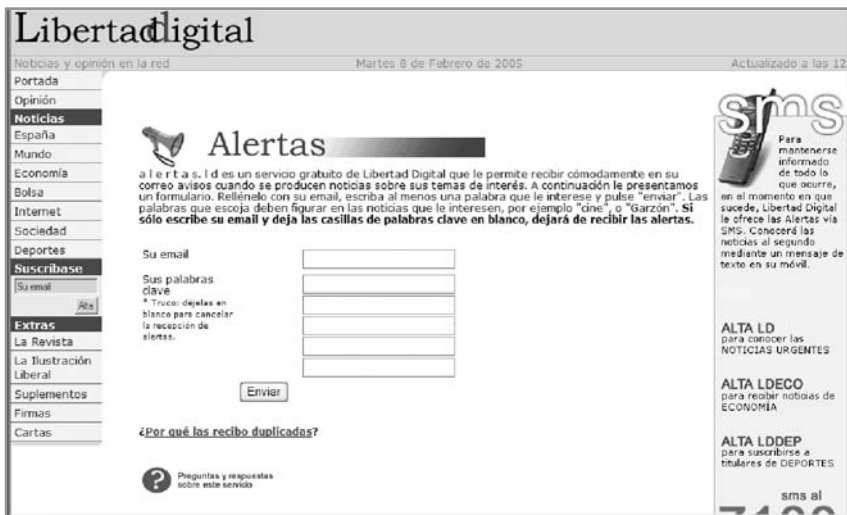 Libertad digital
Noticias y opinión en la red
Martes 8 de Febrero de 2005
Actualizado a las 12
Portada
Opinión
Noticias
España
Mundo
Economía
Bolsa
Internet
Sociedad
Deportes
Suscríbase
Su email
Alta
Extras
La Revista
La Ilustración
Liberal
Suplementos
Firmas
Cartas
Alertas
a l e r t a s. l d es un servicio gratuito de Libertad Digital que le permite recibir cómodamente en su
correo avisos cuando se producen noticias sobre sus temas de interés. A continuación le presentamos
un formulario. Rellénelo con su email, escriba al menos una palabra que le interese y pulse "enviar". Las
palabras que escoja deben figurar en las noticias que le interesen, por ejemplo "cine", o "Garzón". Si
sólo escribe su email y deja las casillas de palabras clave en blanco, dejará de recibir las alertas.
Su email
Sus palabras
clave
* Truco: déjelas en
blanco para cancelar
la recepción de
alertas.
Enviar
¿Por qué las recibo duplicadas?
Preguntas y respuestas
sobre este servicio
sms
Para
mantenerse
informado
de todo lo
que ocurre,
en el momento en que
sucede, Libertad Digital
le ofrece las Alertas vía
SMS. Conocerá las
noticias al segundo
mediante un mensaje de
texto en su móvil.
ALTA LD
para conocer las
NOTICIAS URGENTES
ALTA LDECO
para recibir noticias de
ECONOMÍA
ALTA LDDEP
para suscribirse a
titulares de DEPORTES
sms al